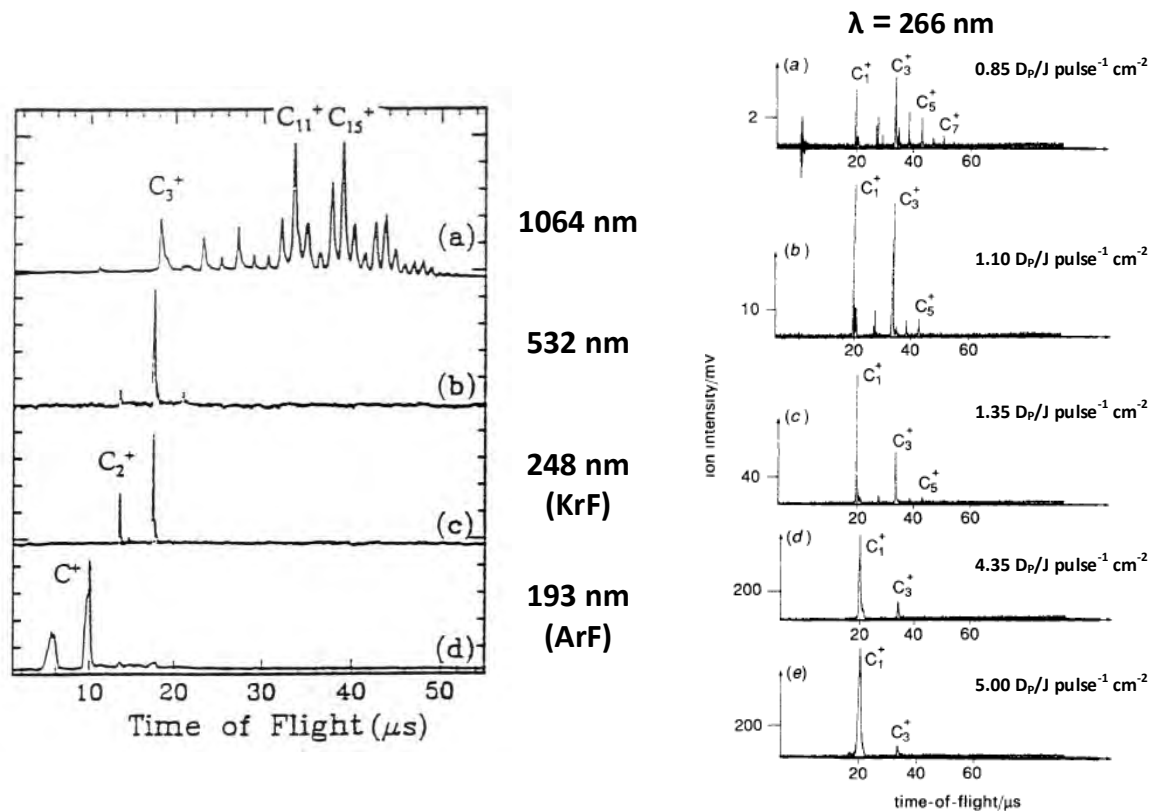 C₁₁⁺ C₁₅⁺
C₃⁺
(a)
1064 nm
(b)
532 nm
C₂⁺
(c)
248 nm
(KrF)
C⁺
(d)
193 nm
(ArF)
10 20 30 40 50
Time of Flight (μs)
λ = 266 nm
(a)
C₁⁺
C₃⁺
C₅⁺
C₇⁺
0.85 Dₚ/J pulse⁻¹ cm⁻²
2
20 40 60
(b)
C₁⁺
C₃⁺
C₅⁺
1.10 Dₚ/J pulse⁻¹ cm⁻²
10
20 40 60
ion intensity/mv
(c)
C₁⁺
C₃⁺
C₅⁺
1.35 Dₚ/J pulse⁻¹ cm⁻²
40
20 40 60
(d)
C₁⁺
C₃⁺
4.35 Dₚ/J pulse⁻¹ cm⁻²
200
20 40 60
(e)
C₁⁺
C₃⁺
5.00 Dₚ/J pulse⁻¹ cm⁻²
200
20 40 60
time-of-flight/μs